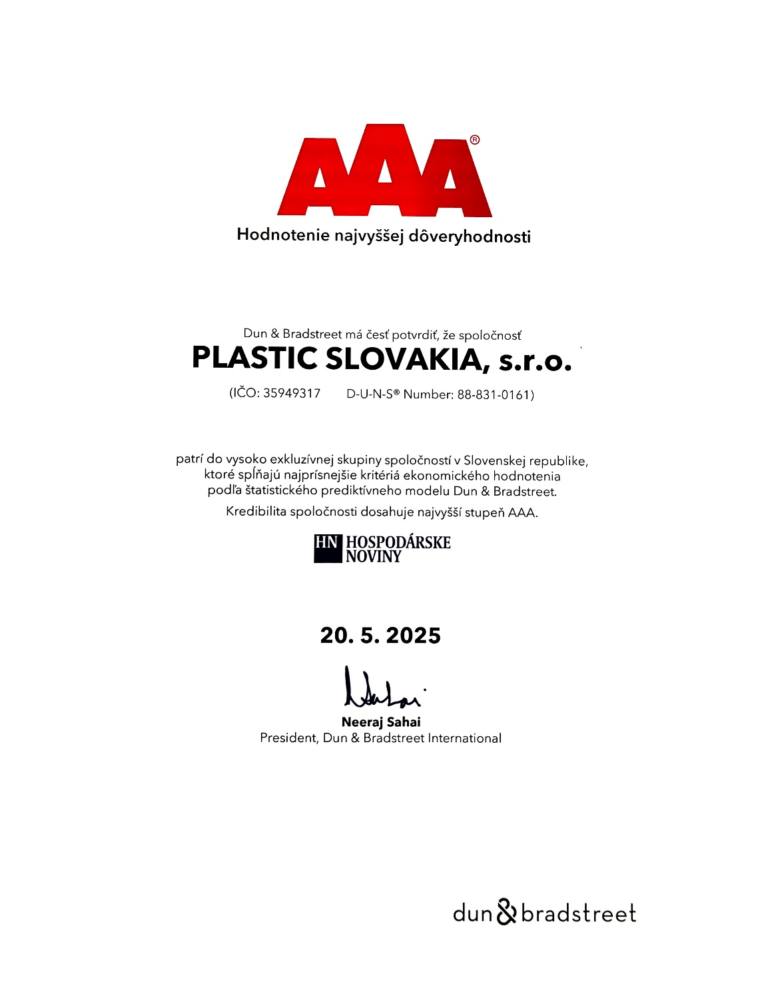 AAA®
Hodnotenie najvyššej dôveryhodnosti
Dun & Bradstreet má česť potvrdiť, že spoločnosť
PLASTIC SLOVAKIA, s.r.o.
(IČO: 35949317 D-U-N-S® Number: 88-831-0161)
patrí do vysoko exkluzívnej skupiny spoločností v Slovenskej republike,
ktoré spĺňajú najprísnejšie kritériá ekonomického hodnotenia
podľa štatistického prediktívneho modelu Dun & Bradstreet.
Kredibilita spoločnosti dosahuje najvyšší stupeň AAA.
HN HOSPODÁRSKE
NOVINY
20. 5. 2025
Neeraj Sahai
President, Dun & Bradstreet International
dun & bradstreet